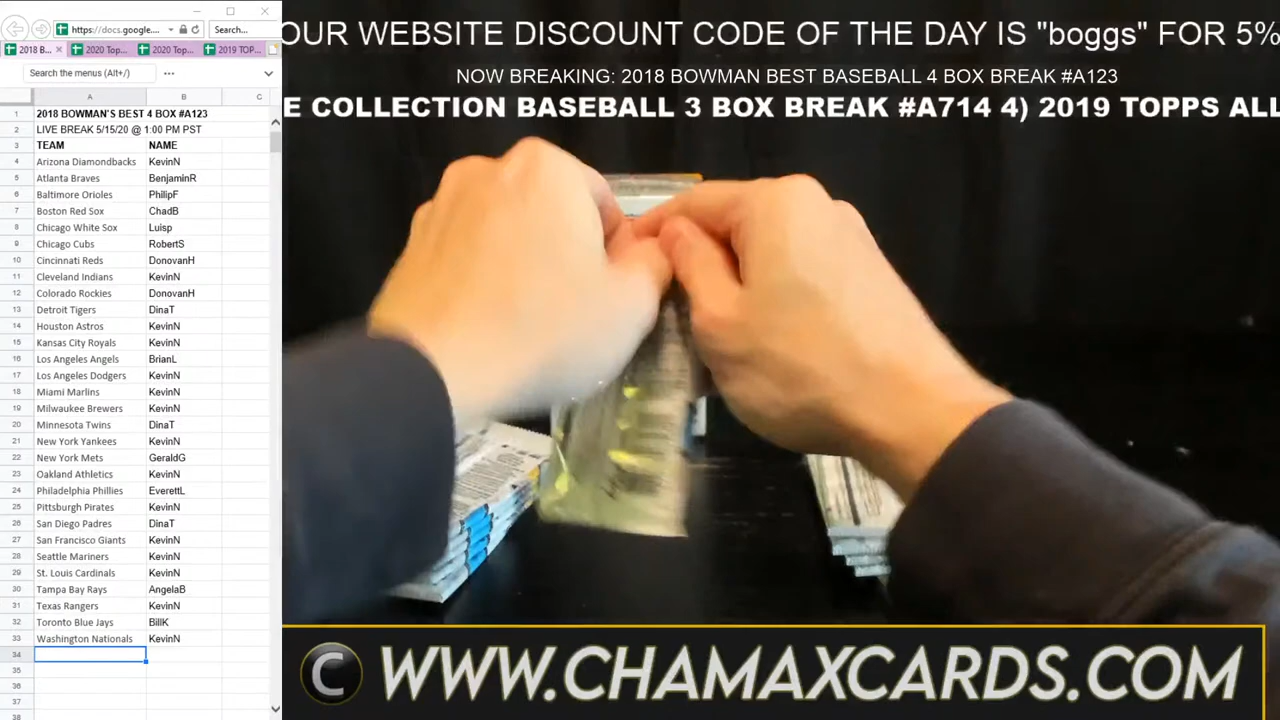 https://docs.google....
Search...
2018 B...
2020 Top...
2020 Top...
2019 TOP...
Search the menus (Alt+/)
A B C
1 2018 BOWMAN'S BEST 4 BOX #A123
2 LIVE BREAK 5/15/20 @ 1:00 PM PST
3 TEAM NAME
4 Arizona Diamondbacks KevinN
5 Atlanta Braves BenjaminR
6 Baltimore Orioles PhilipF
7 Boston Red Sox ChadB
8 Chicago White Sox Luisp
9 Chicago Cubs RobertS
10 Cincinnati Reds DonovanH
11 Cleveland Indians KevinN
12 Colorado Rockies DonovanH
13 Detroit Tigers DinaT
14 Houston Astros KevinN
15 Kansas City Royals KevinN
16 Los Angeles Angels BrianL
17 Los Angeles Dodgers KevinN
18 Miami Marlins KevinN
19 Milwaukee Brewers KevinN
20 Minnesota Twins DinaT
21 New York Yankees KevinN
22 New York Mets GeraldG
23 Oakland Athletics KevinN
24 Philadelphia Phillies EverettL
25 Pittsburgh Pirates KevinN
26 San Diego Padres DinaT
27 San Francisco Giants KevinN
28 Seattle Mariners KevinN
29 St. Louis Cardinals KevinN
30 Tampa Bay Rays AngelaB
31 Texas Rangers KevinN
32 Toronto Blue Jays BillK
33 Washington Nationals KevinN
34
35
36
37
38
OUR WEBSITE DISCOUNT CODE OF THE DAY IS "boggs" FOR 5%
NOW BREAKING: 2018 BOWMAN BEST BASEBALL 4 BOX BREAK #A123
E COLLECTION BASEBALL 3 BOX BREAK #A714 4) 2019 TOPPS ALL
C WWW.CHAMAXCARDS.COM